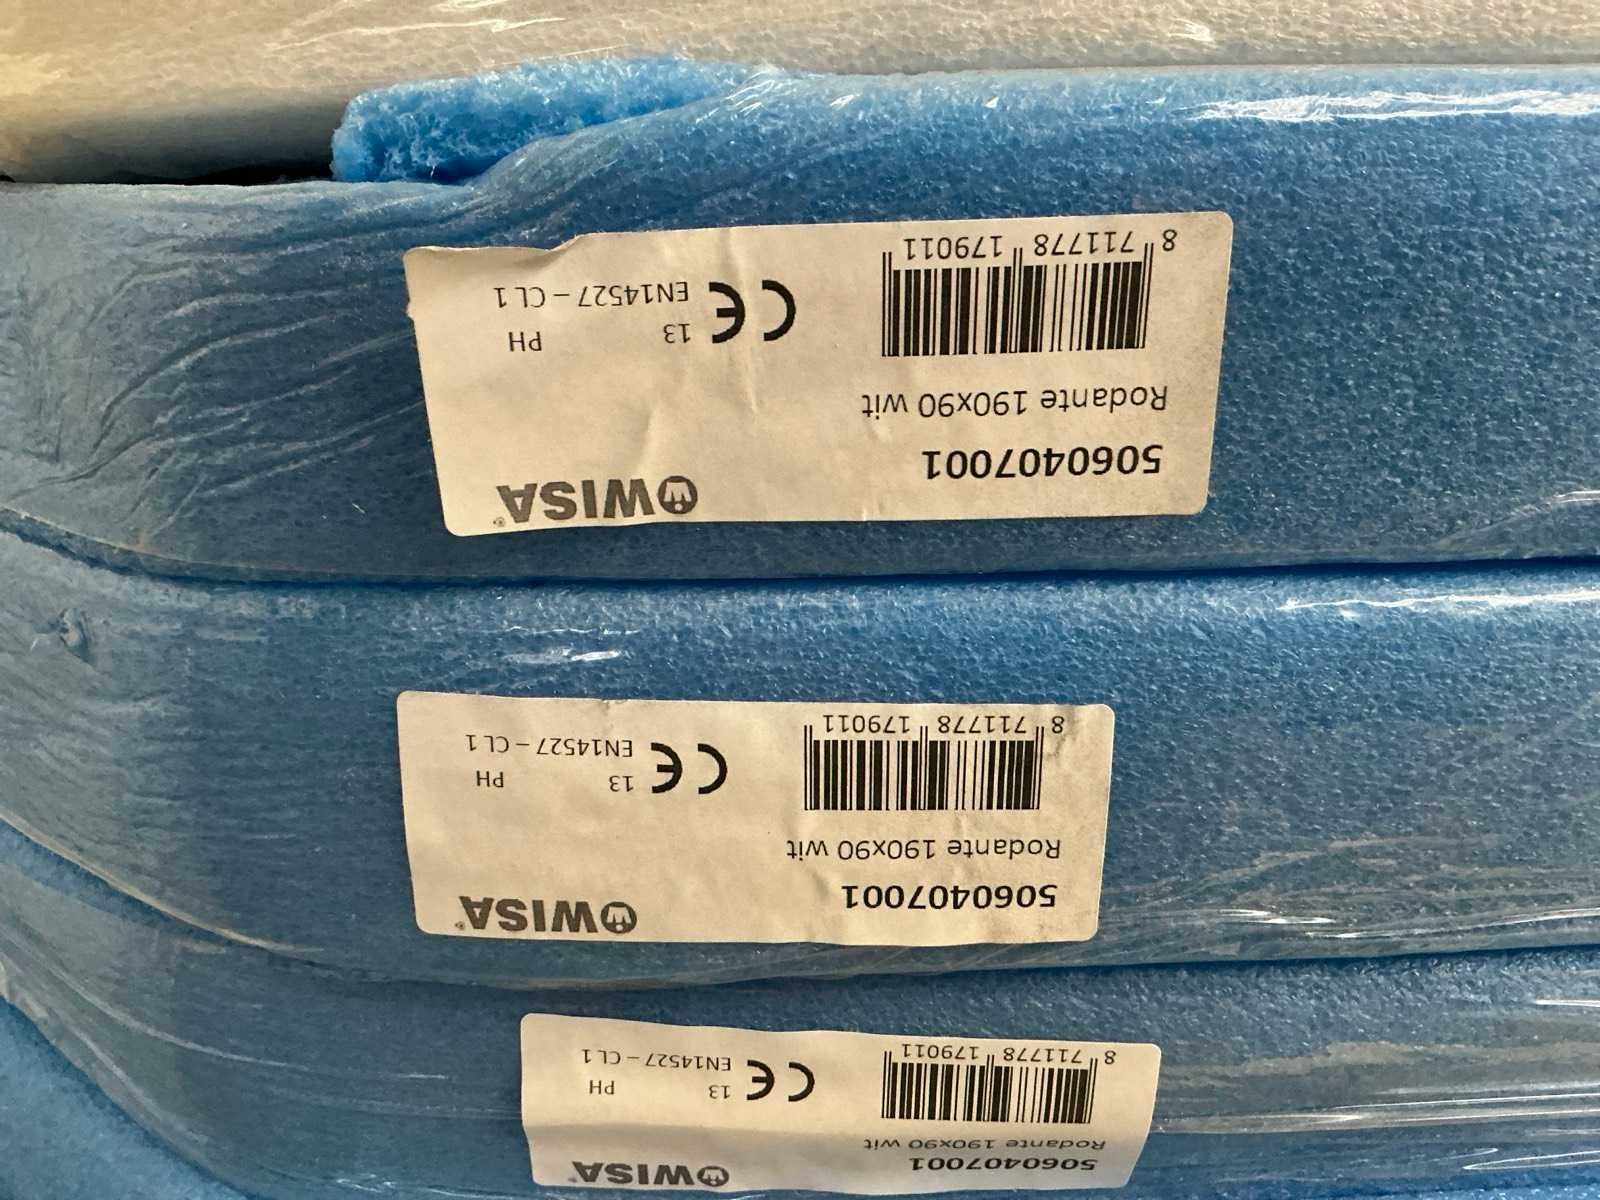 WISA®
5060407001
Rodante 190x90 wit
8 711778 179011
CE
13 PH
EN14527 – CL 1
WISA®
5060407001
Rodante 190x90 wit
8 711778 179011
CE
13 PH
EN14527 – CL 1
WISA
5060407001
Rodante 190x90 wit
8 711778 179011
CE
13 PH
EN14527 – CL 1